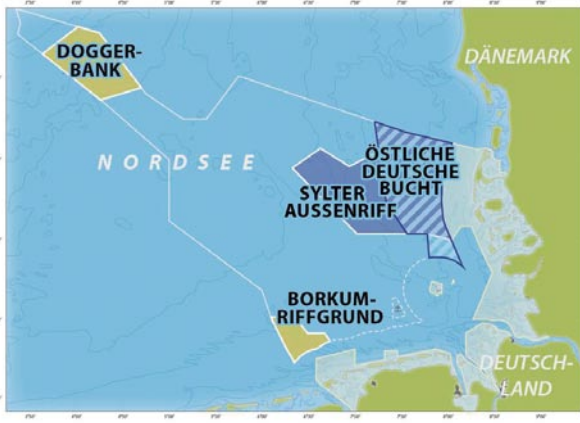 DOGGER-
BANK
DÄNEMARK
NORDSEE
ÖSTLICHE
DEUTSCHE
BUCHT
SYLTER
AUSSENRIFF
BORKUM-
RIFFGRUND
DEUTSCH-
LAND